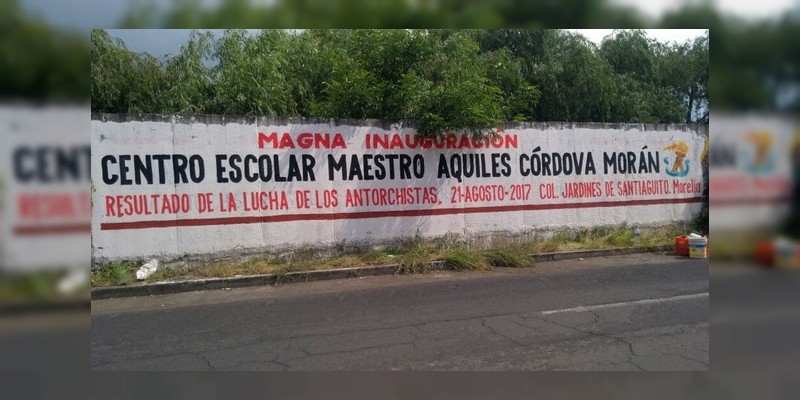 MAGNA INAUGURACIÓN
CENTRO ESCOLAR MAESTRO AQUILES CÓRDOVA MORÁN
RESULTADO DE LA LUCHA DE LOS ANTORCHISTAS, 21-AGOSTO-2017 COL. JARDINES DE SANTIAGUITO. Morelia